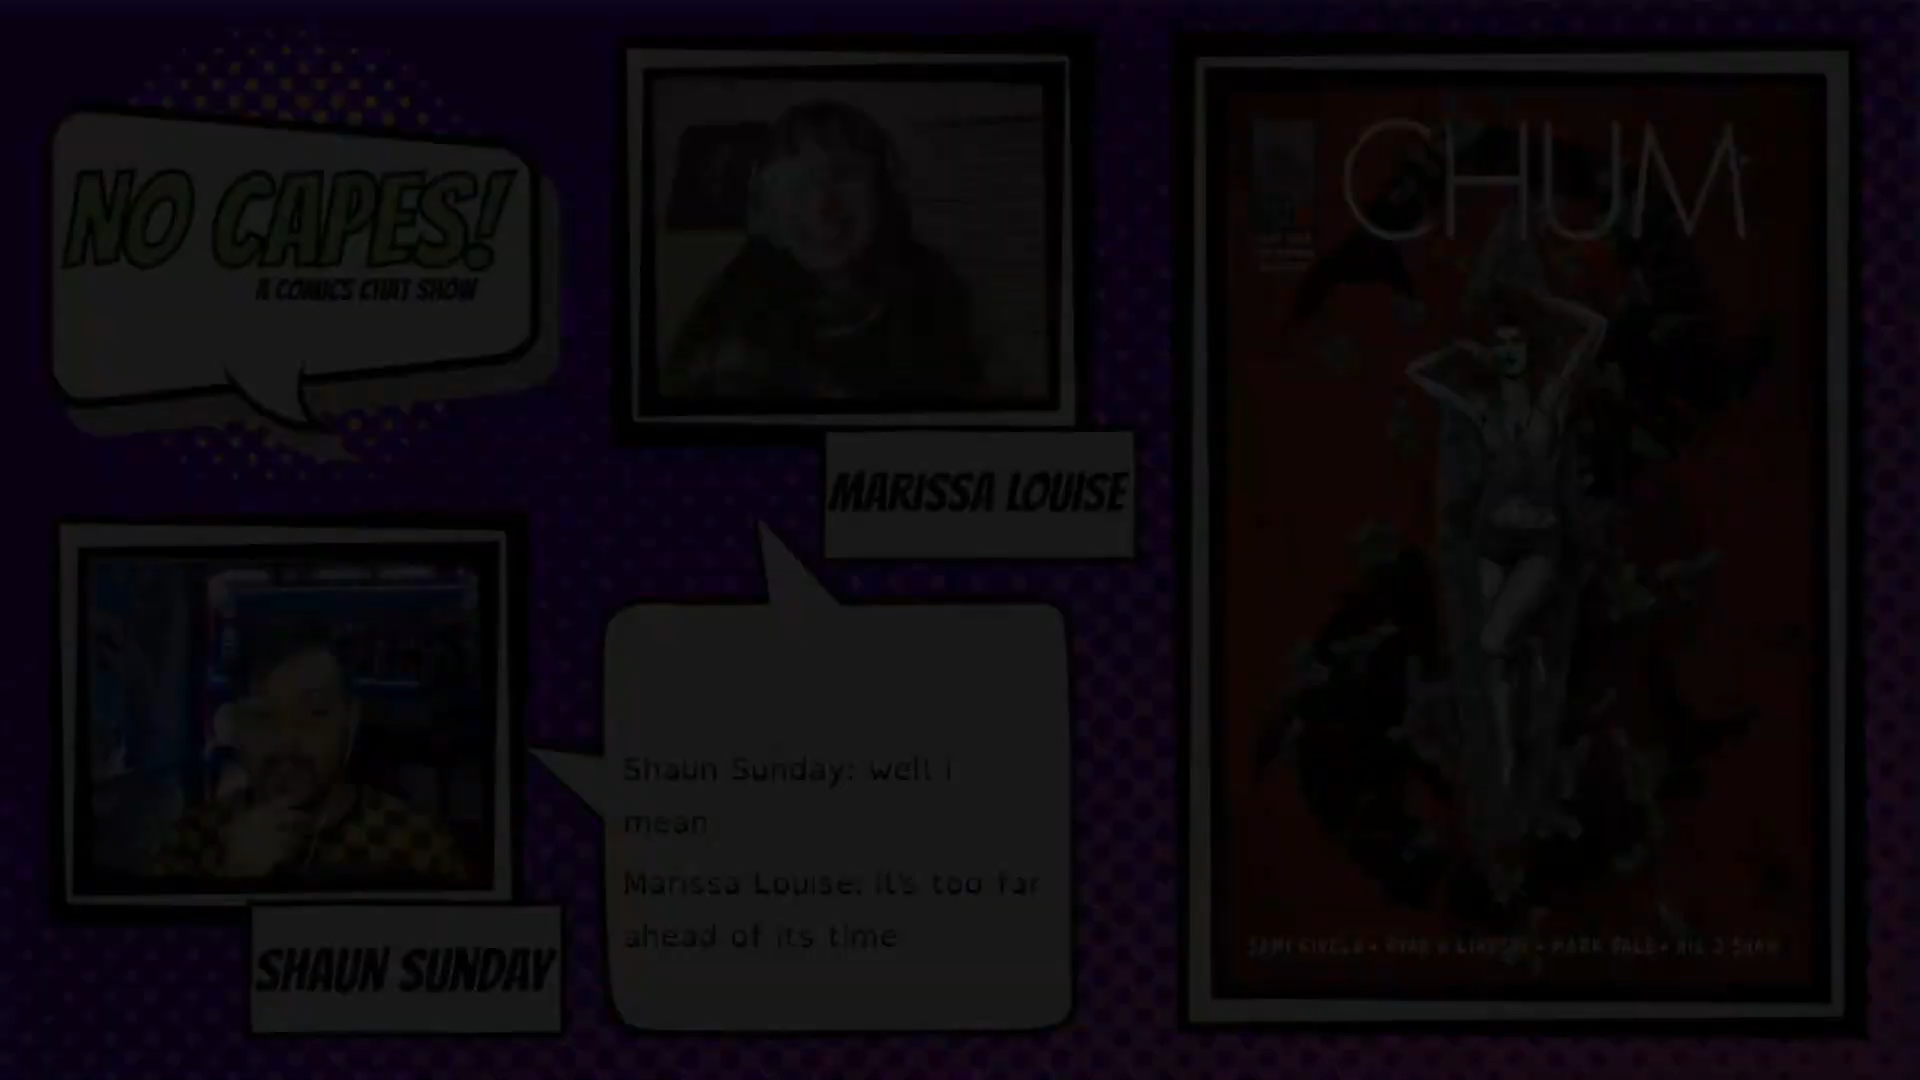 NO CAPES!
A COMICS CHAT SHOW
MARISSA LOUISE
CHUM
Shaun Sunday: well i
mean
Marissa Louise: it's too far
ahead of its time
SHAUN SUNDAY